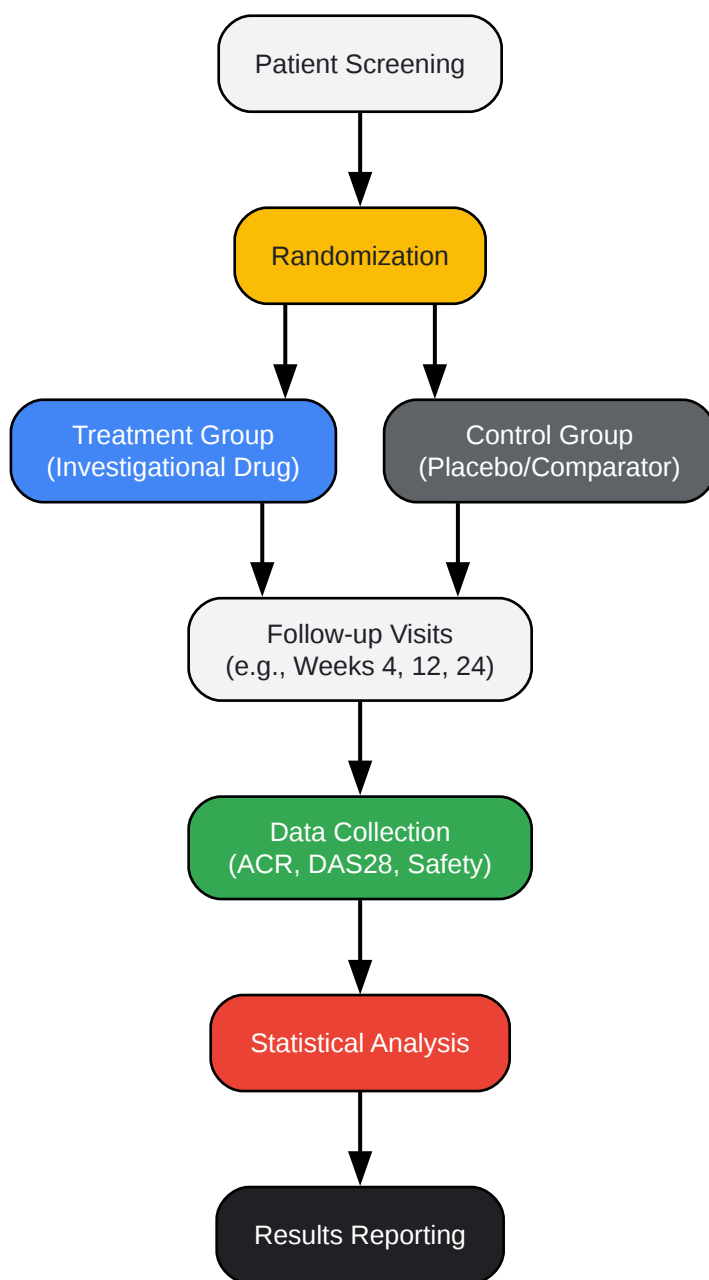 Patient Screening
Randomization
Treatment Group
(Investigational Drug)
Control Group
(Placebo/Comparator)
Follow-up Visits
(e.g., Weeks 4, 12, 24)
Data Collection
(ACR, DAS28, Safety)
Statistical Analysis
Results Reporting